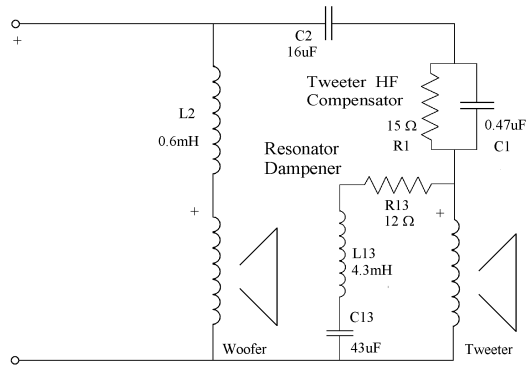 +
C2
16uF
Tweeter HF
Compensator
L2
0.6mH
15 Ω
R1
0.47uF
C1
Resonator
Dampener
R13
12 Ω
+
+
L13
4.3mH
C13
43uF
Woofer
Tweeter